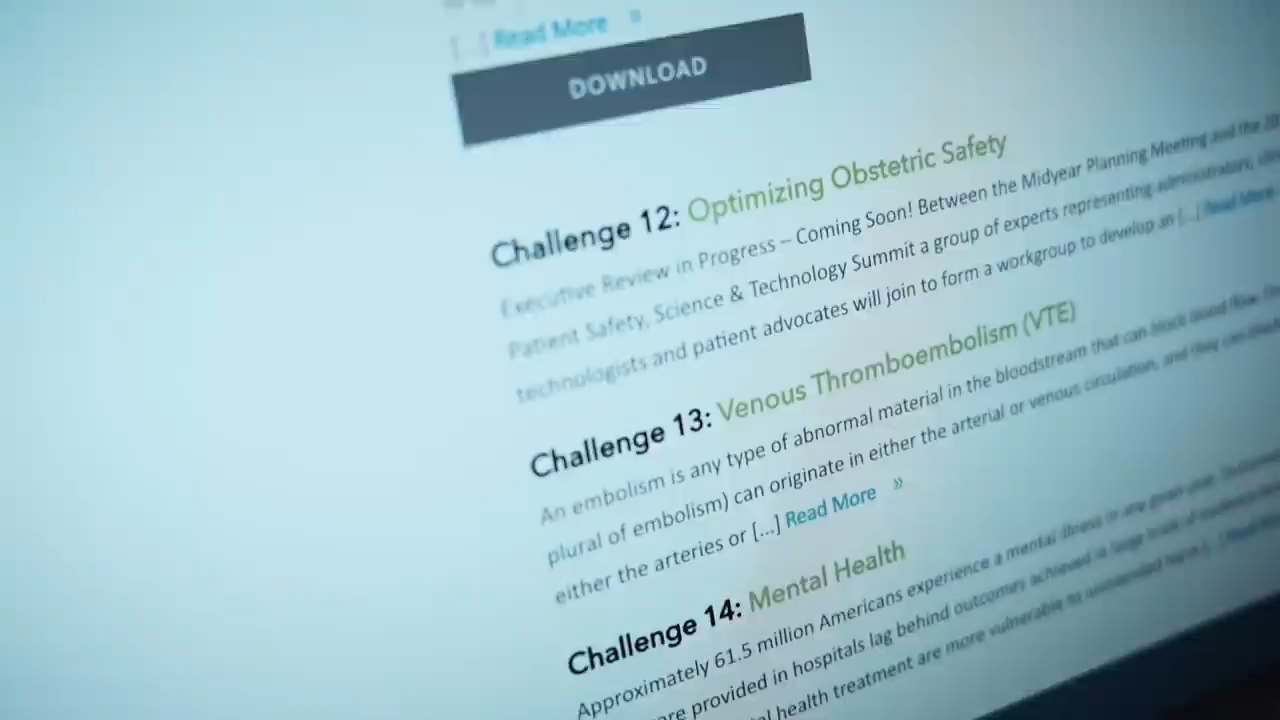 [...] Read More »
DOWNLOAD
Challenge 12: Optimizing Obstetric Safety
Executive Review in Progress – Coming Soon! Between the Midyear Planning Meeting and the
Patient Safety, Science & Technology Summit a group of experts representing administrators,
technologists and patient advocates will join to form a workgroup to develop an [...] Read More
Challenge 13: Venous Thromboembolism (VTE)
An embolism is any type of abnormal material in the bloodstream that can block blood flow.
plural of embolism) can originate in either the arterial or venous circulation, and they can
either the arteries or [...] Read More »
Challenge 14: Mental Health
Approximately 61.5 million Americans experience a mental illness in any given year.
are provided in hospitals lag behind outcomes achieved in large
health treatment are more vulnerable to unintended harm [...]